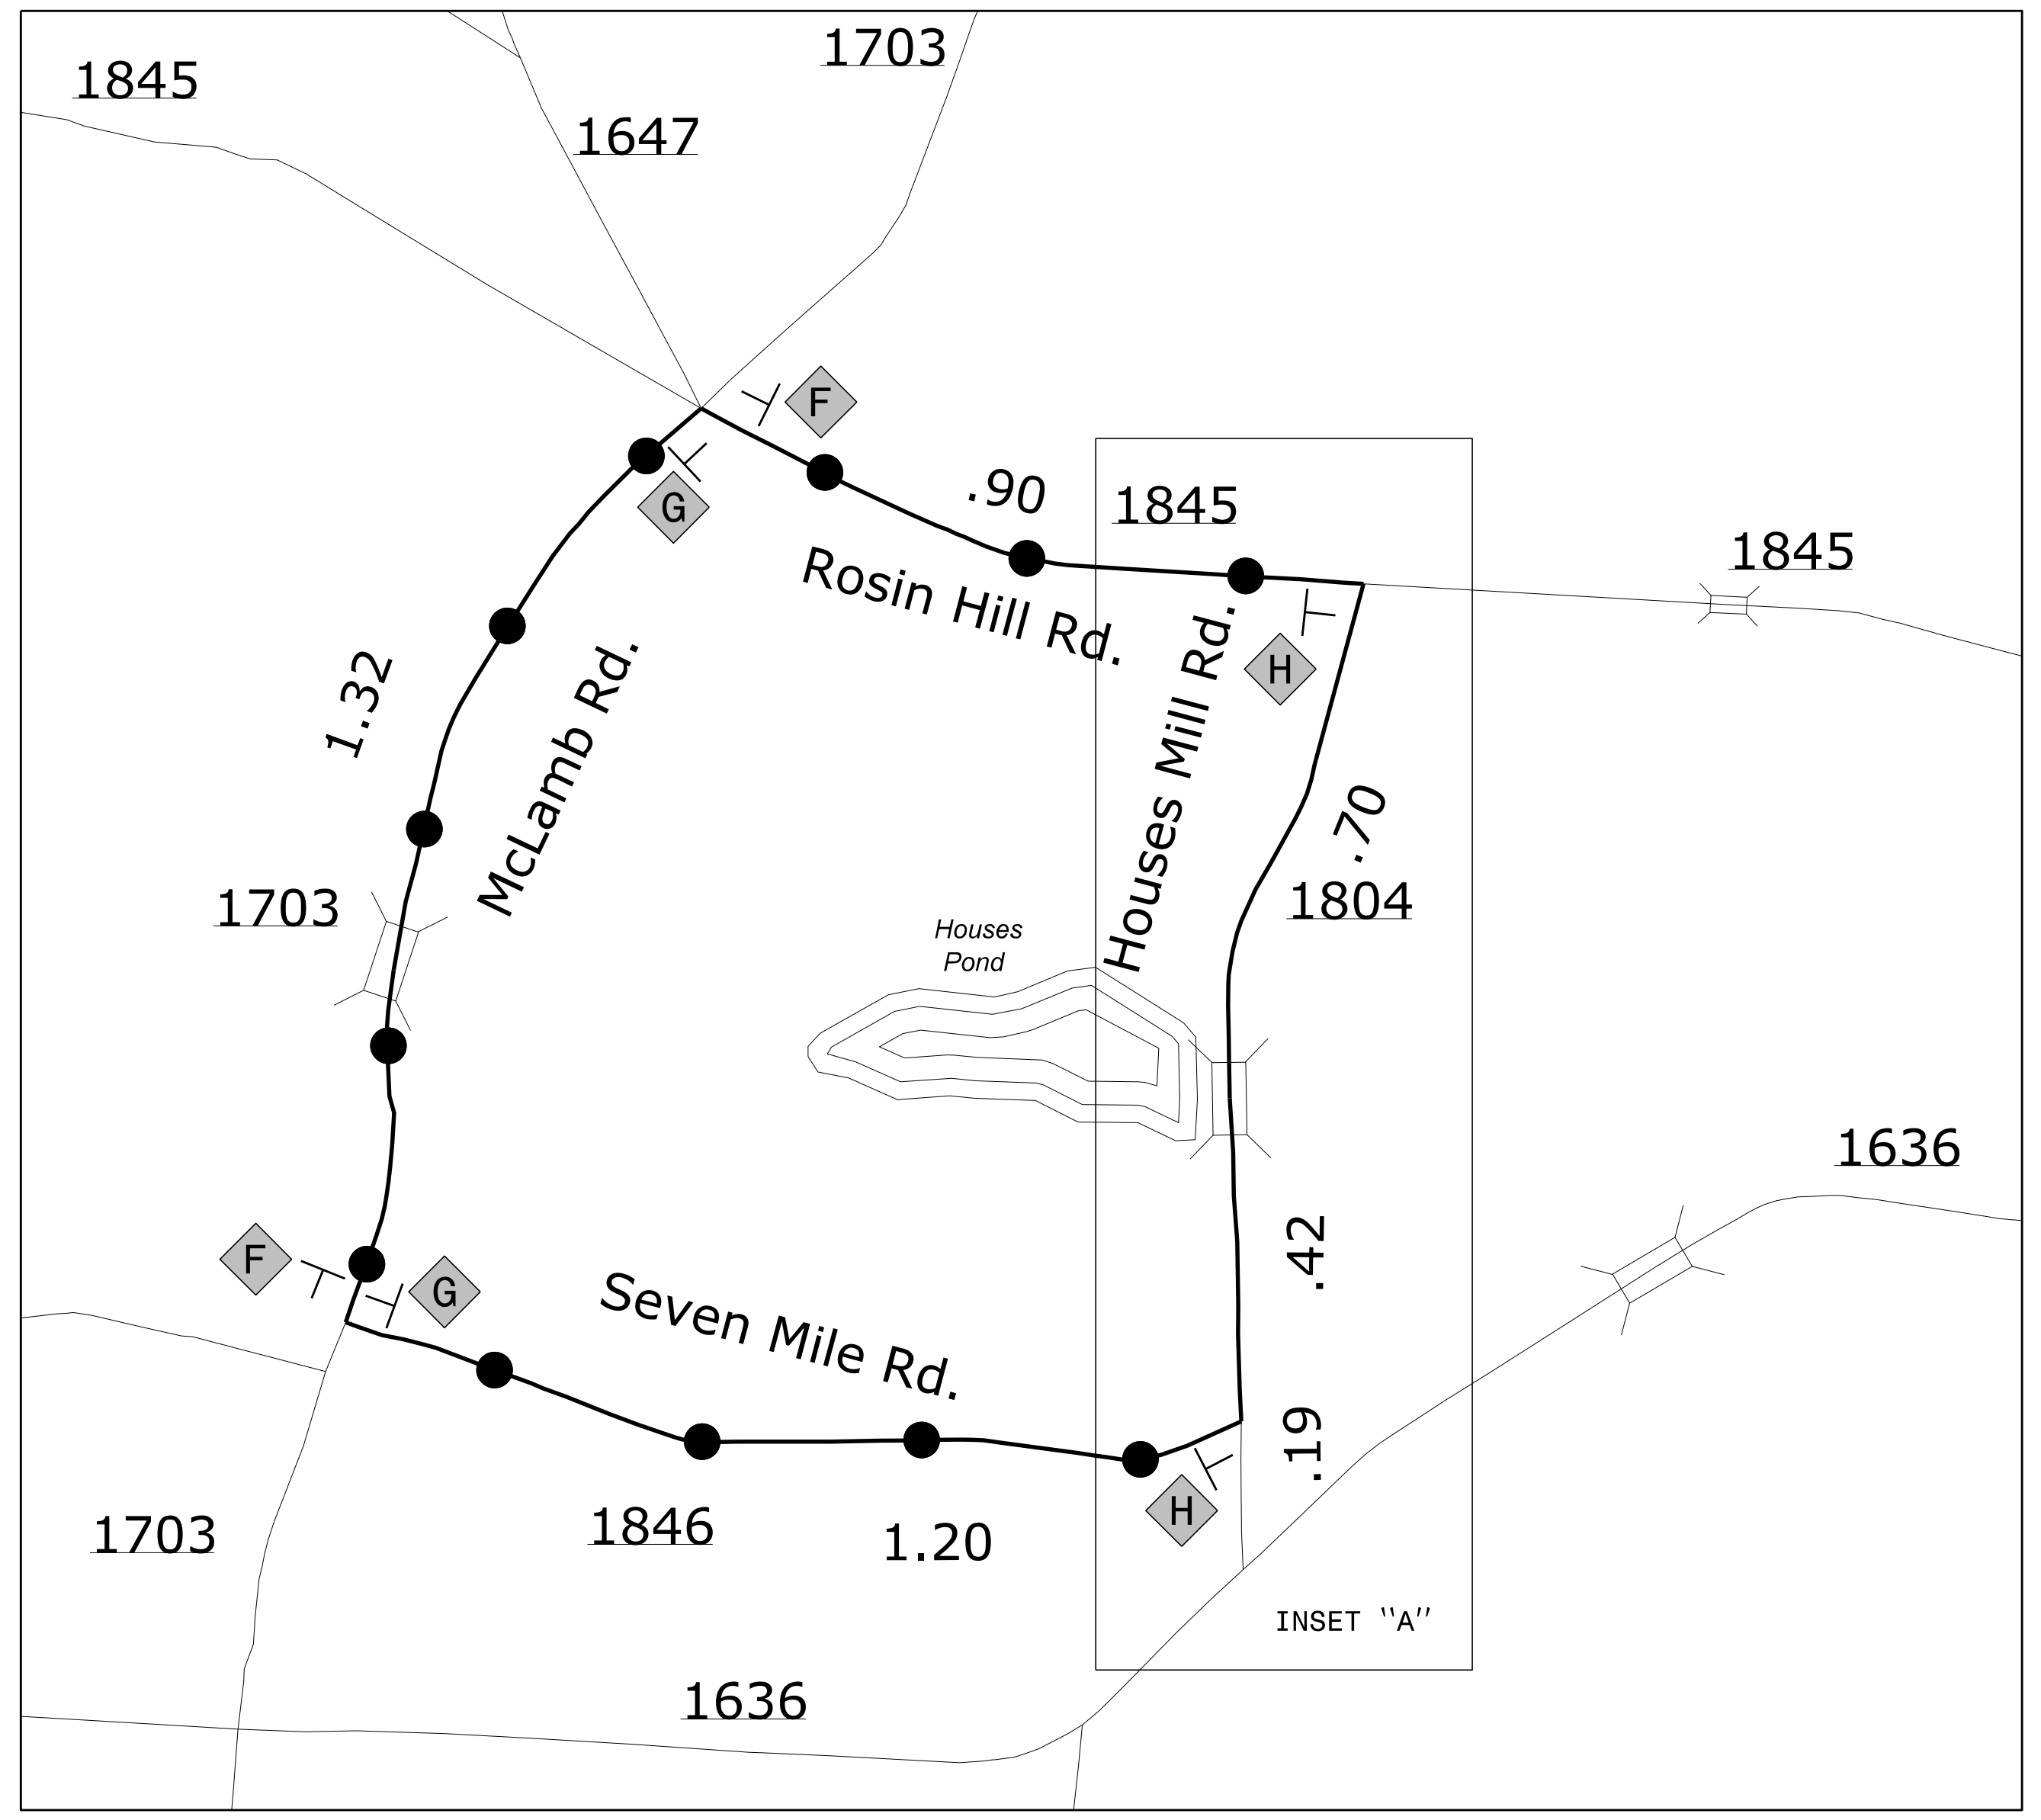 1703
1845
1647
F
G
.90
1845
1845
Rosin Hill Rd.
H
1.32
McLamb Rd.
Houses Mill Rd.
.70
1703
1804
Houses
Pond
1636
F
G
.42
Seven Mile Rd.
.19
H
1703
1846
1.20
INSET "A"
1636